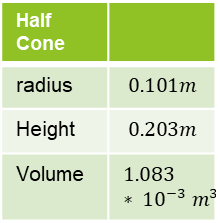 Half
Cone
radius 0.101m
Height 0.203m
Volume 1.083
* 10⁻³ m³